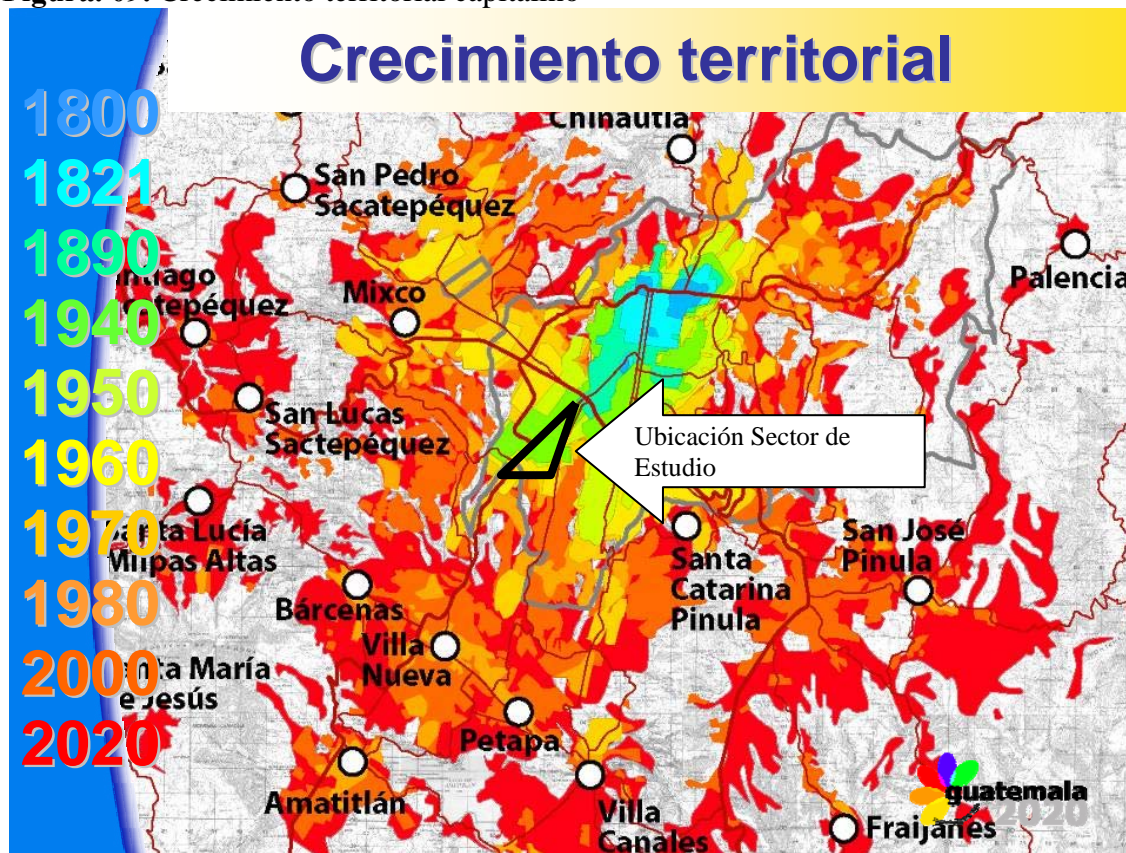 Crecimiento territorial
1800
1821
1890
1940
1950
1960
1970
1980
2000
2020
Chinautla
San Pedro
Sacatepéquez
Palencia
Mixco
San Lucas
Sactepéquez
Ubicación Sector de
Estudio
Milpas Altas
Bárcenas
Villa
Nueva
Santa
Catarina
Pinula
San José
Pinula
Petapa
Amatitlán
Villa
Canales
Fraijanes
guatemala
2020